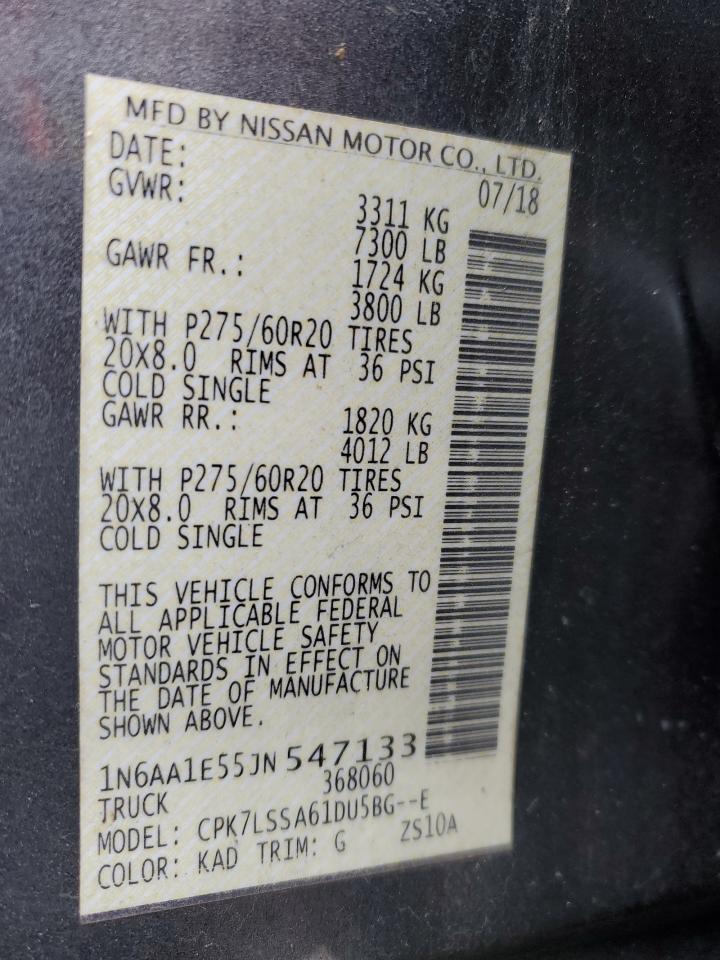 MFD BY NISSAN MOTOR CO., LTD.
DATE: 07/18
GVWR: 3311 KG
7300 LB
GAWR FR.: 1724 KG
3800 LB
WITH P275/60R20 TIRES
20X8.0 RIMS AT 36 PSI
COLD SINGLE
GAWR RR.: 1820 KG
4012 LB
WITH P275/60R20 TIRES
20X8.0 RIMS AT 36 PSI
COLD SINGLE
THIS VEHICLE CONFORMS TO
ALL APPLICABLE FEDERAL
MOTOR VEHICLE SAFETY
STANDARDS IN EFFECT ON
THE DATE OF MANUFACTURE
SHOWN ABOVE.
1N6AA1E55JN547133
368060
TRUCK
MODEL: CPK7LSSA61DU5BG--E
COLOR: KAD TRIM: G ZS10A